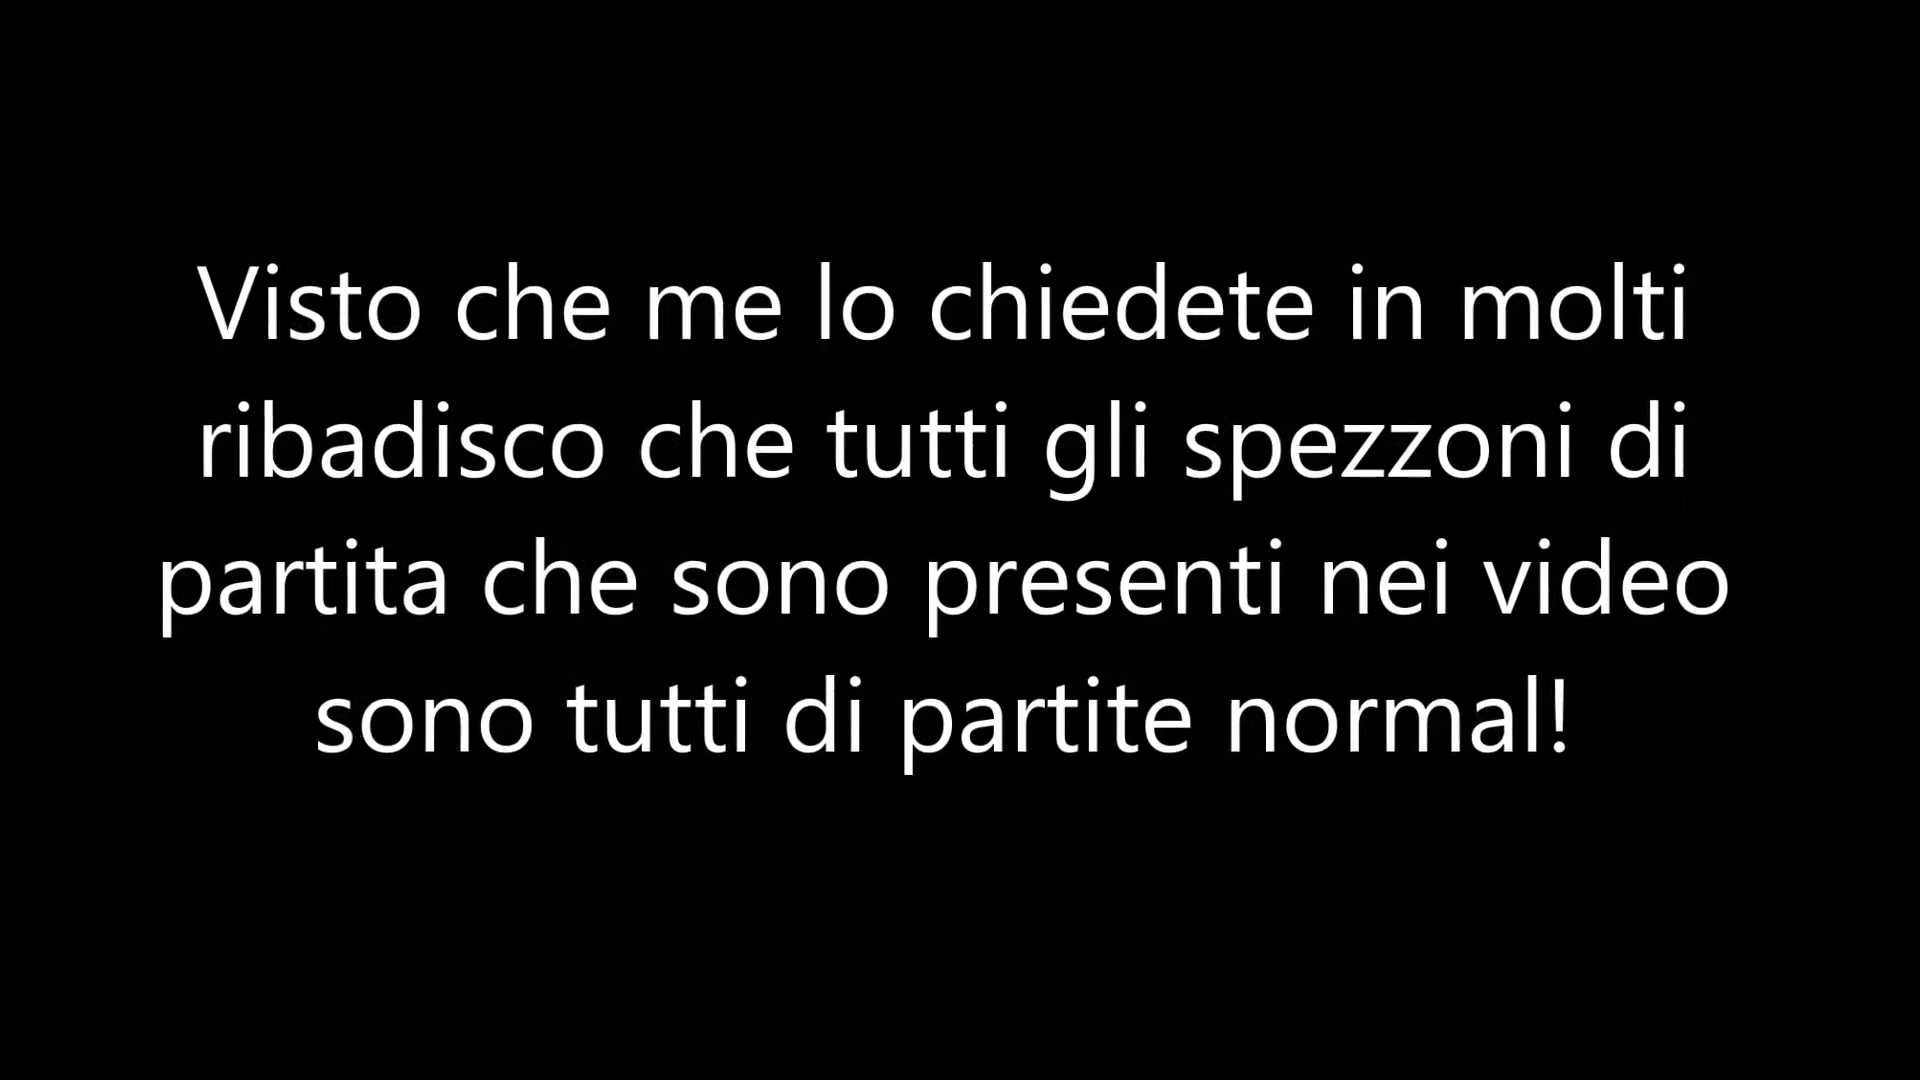 Visto che me lo chiedete in molti
ribadisco che tutti gli spezzoni di
partita che sono presenti nei video
sono tutti di partite normal!